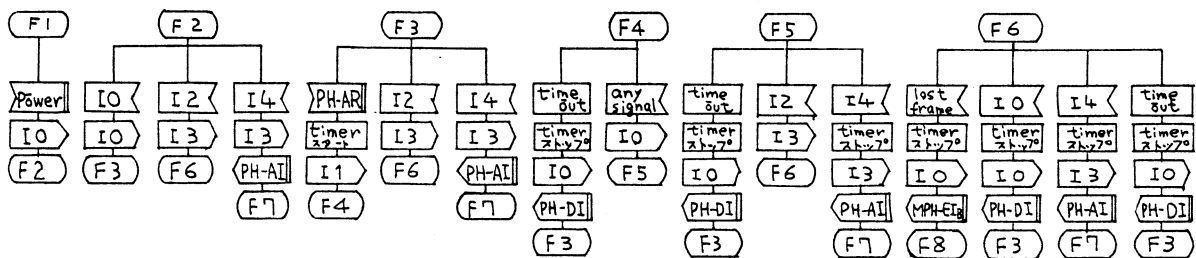 F1
F2
F3
F4
F5
F6
Power
I0
I2
I4
PH-AR
I2
I4
time out
any signal
time out
I2
I4
lost frame
I0
I4
time out
I0
I0
I3
I3
timer スタート
I3
I3
timer ストップ
I0
timer ストップ
I3
timer ストップ
timer ストップ
timer ストップ
timer ストップ
timer ストップ
F2
F3
F6
PH-AI
I1
F6
PH-AI
I0
F5
I0
F6
I3
I0
I0
I3
I0
F7
F4
F7
PH-DI
PH-DI
PH-AI
MPH-EIB
PH-DI
PH-AI
PH-DI
F3
F3
F7
F8
F3
F7
F3